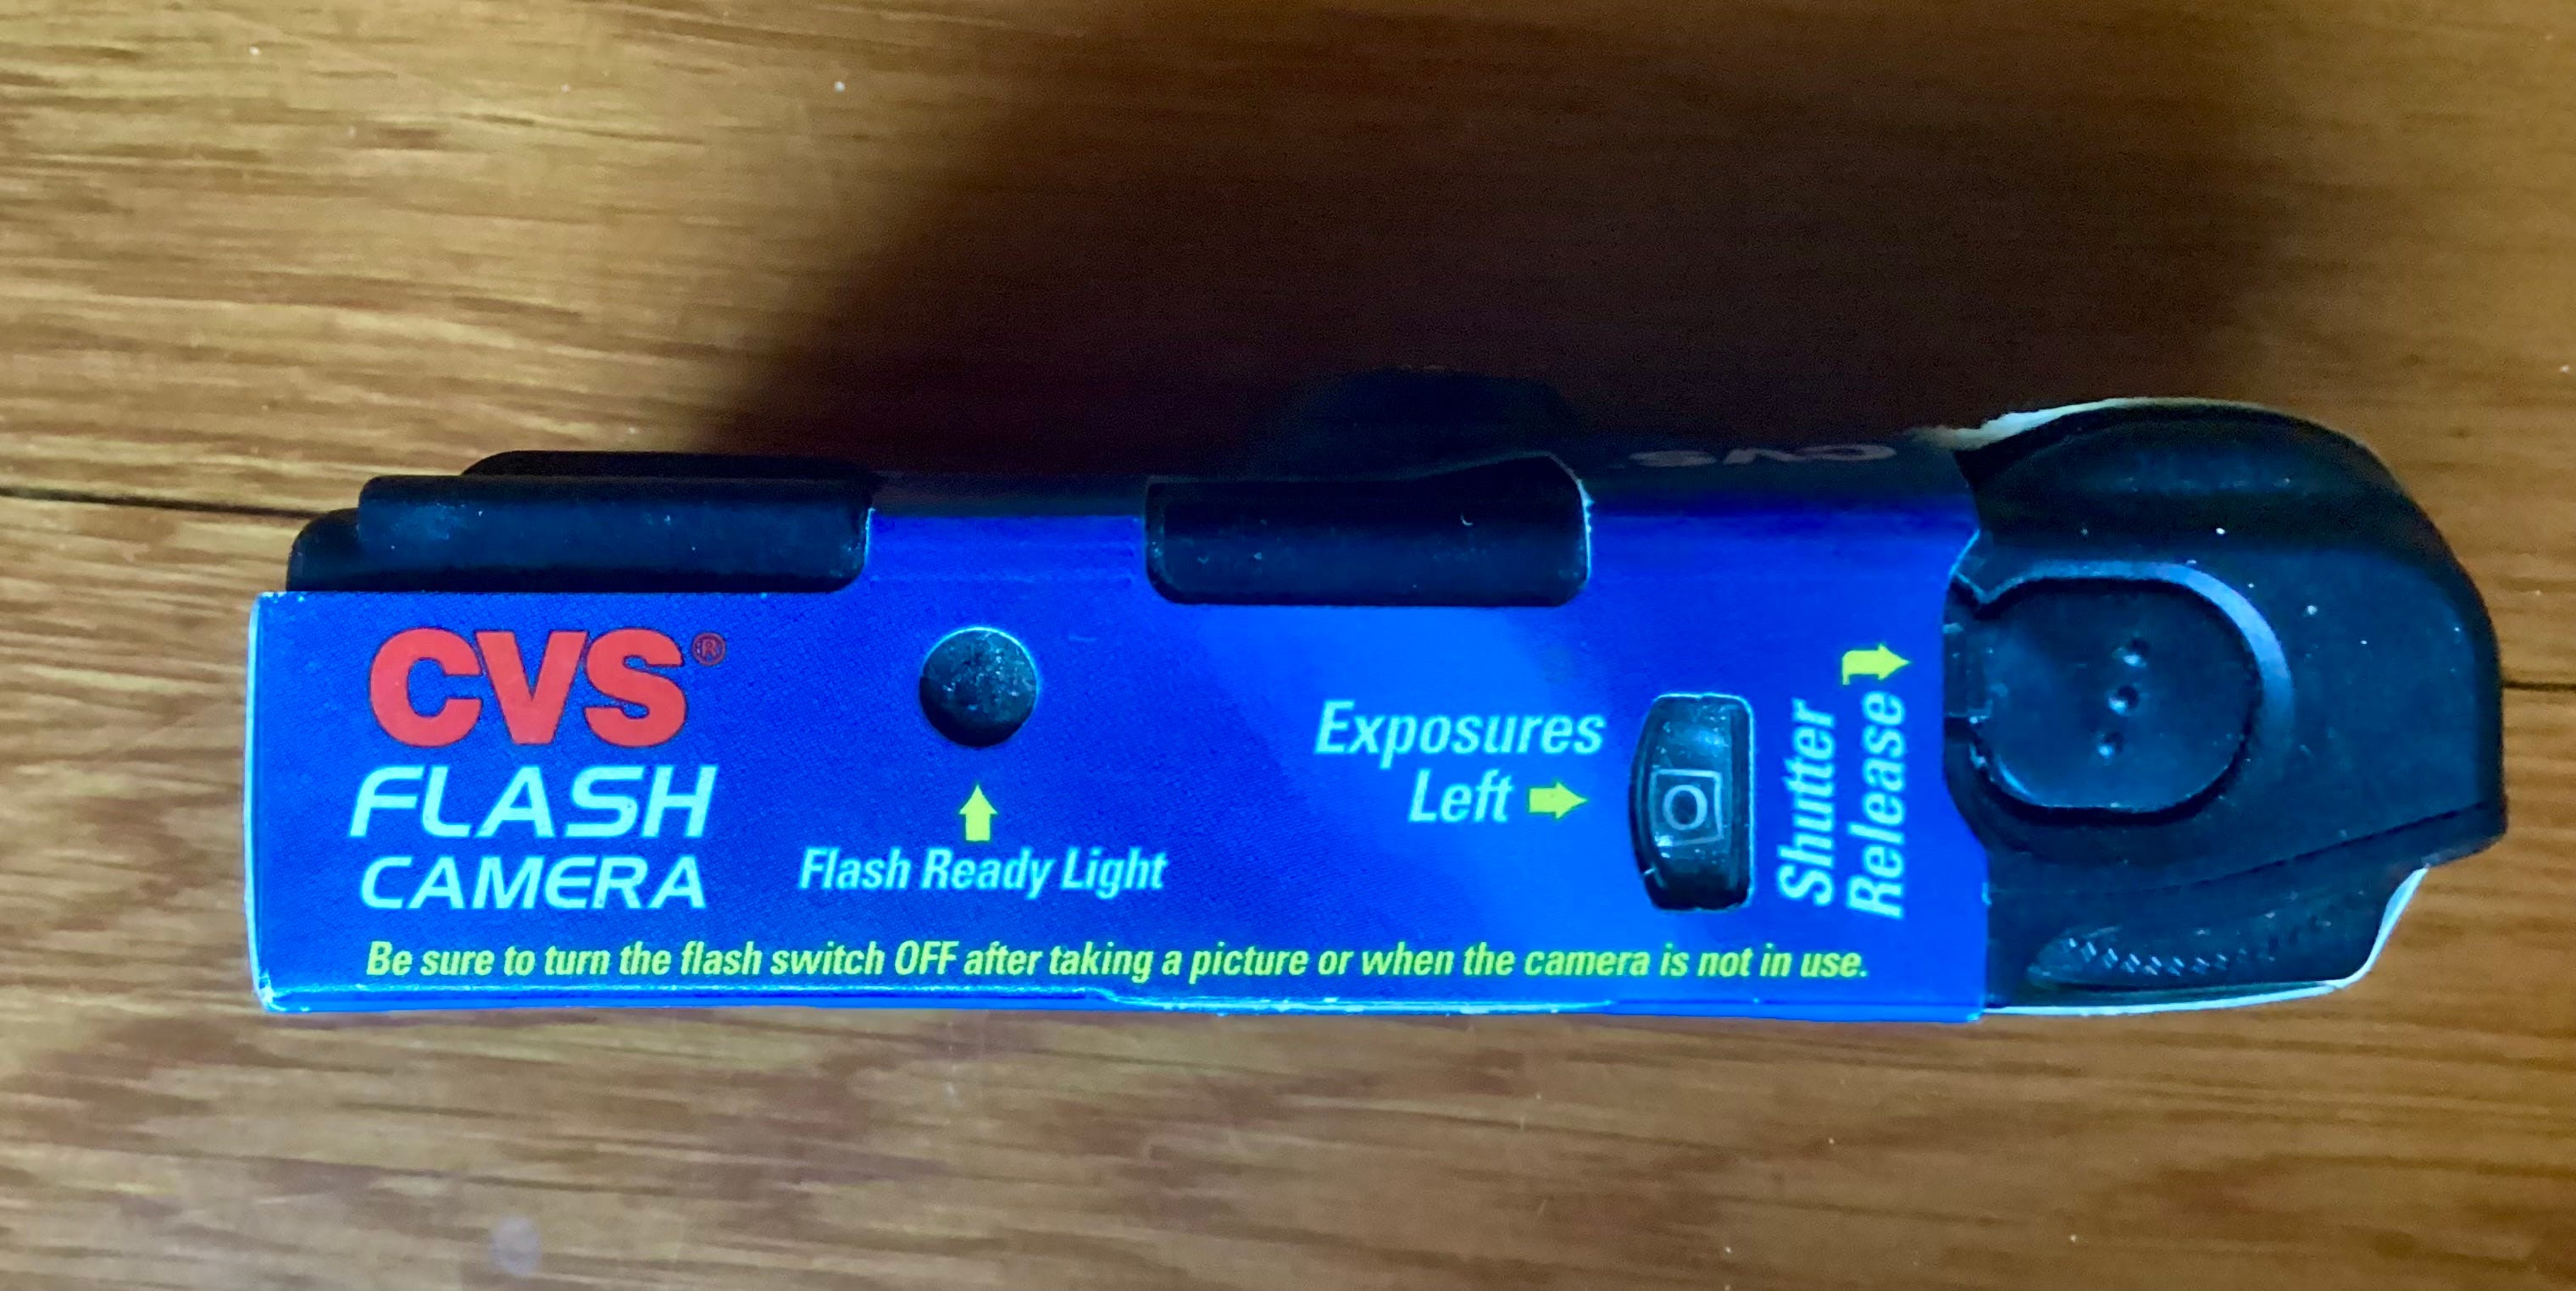 CVS®
FLASH
CAMERA
Flash Ready Light
Exposures
Left
O
Shutter
Release
Be sure to turn the flash switch OFF after taking a picture or when the camera is not in use.
CVS